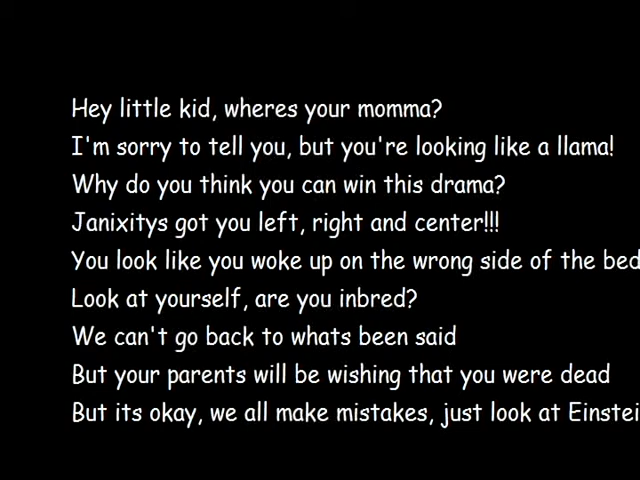 Hey little kid, wheres your momma?
I'm sorry to tell you, but you're looking like a llama!
Why do you think you can win this drama?
Janixitys got you left, right and center!!!
You look like you woke up on the wrong side of the bed
Look at yourself, are you inbred?
We can't go back to whats been said
But your parents will be wishing that you were dead
But its okay, we all make mistakes, just look at Einstei